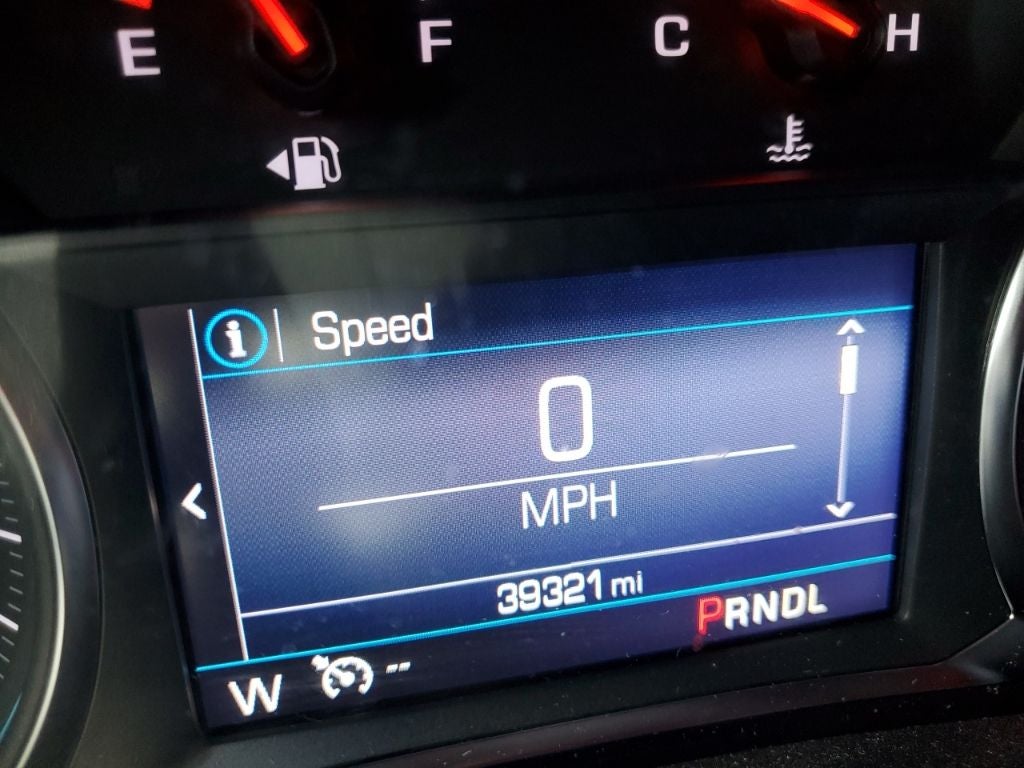 E F C H
i Speed
0
MPH
39321 mi
PRNDL
W --